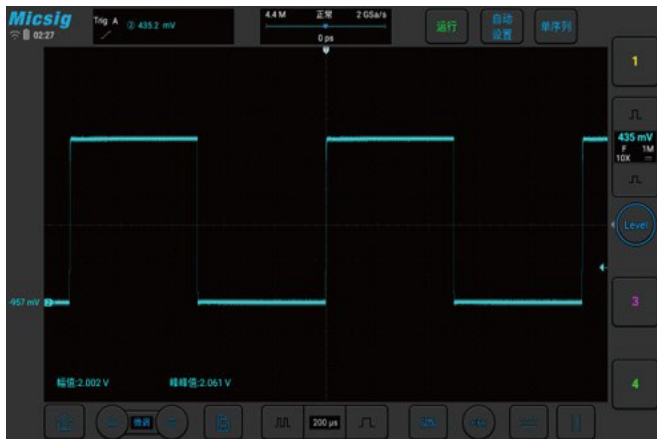 Micsig
02:27
Trig A ② 435.2 mV
4.4 M 正常 2 GSa/s
0 ps
运行
自动
设置
单序列
1
435 mV
F 1M
10X
Level
-957 mV 2
3
幅值:2.002 V 峰峰值:2.061 V
4
200 μs